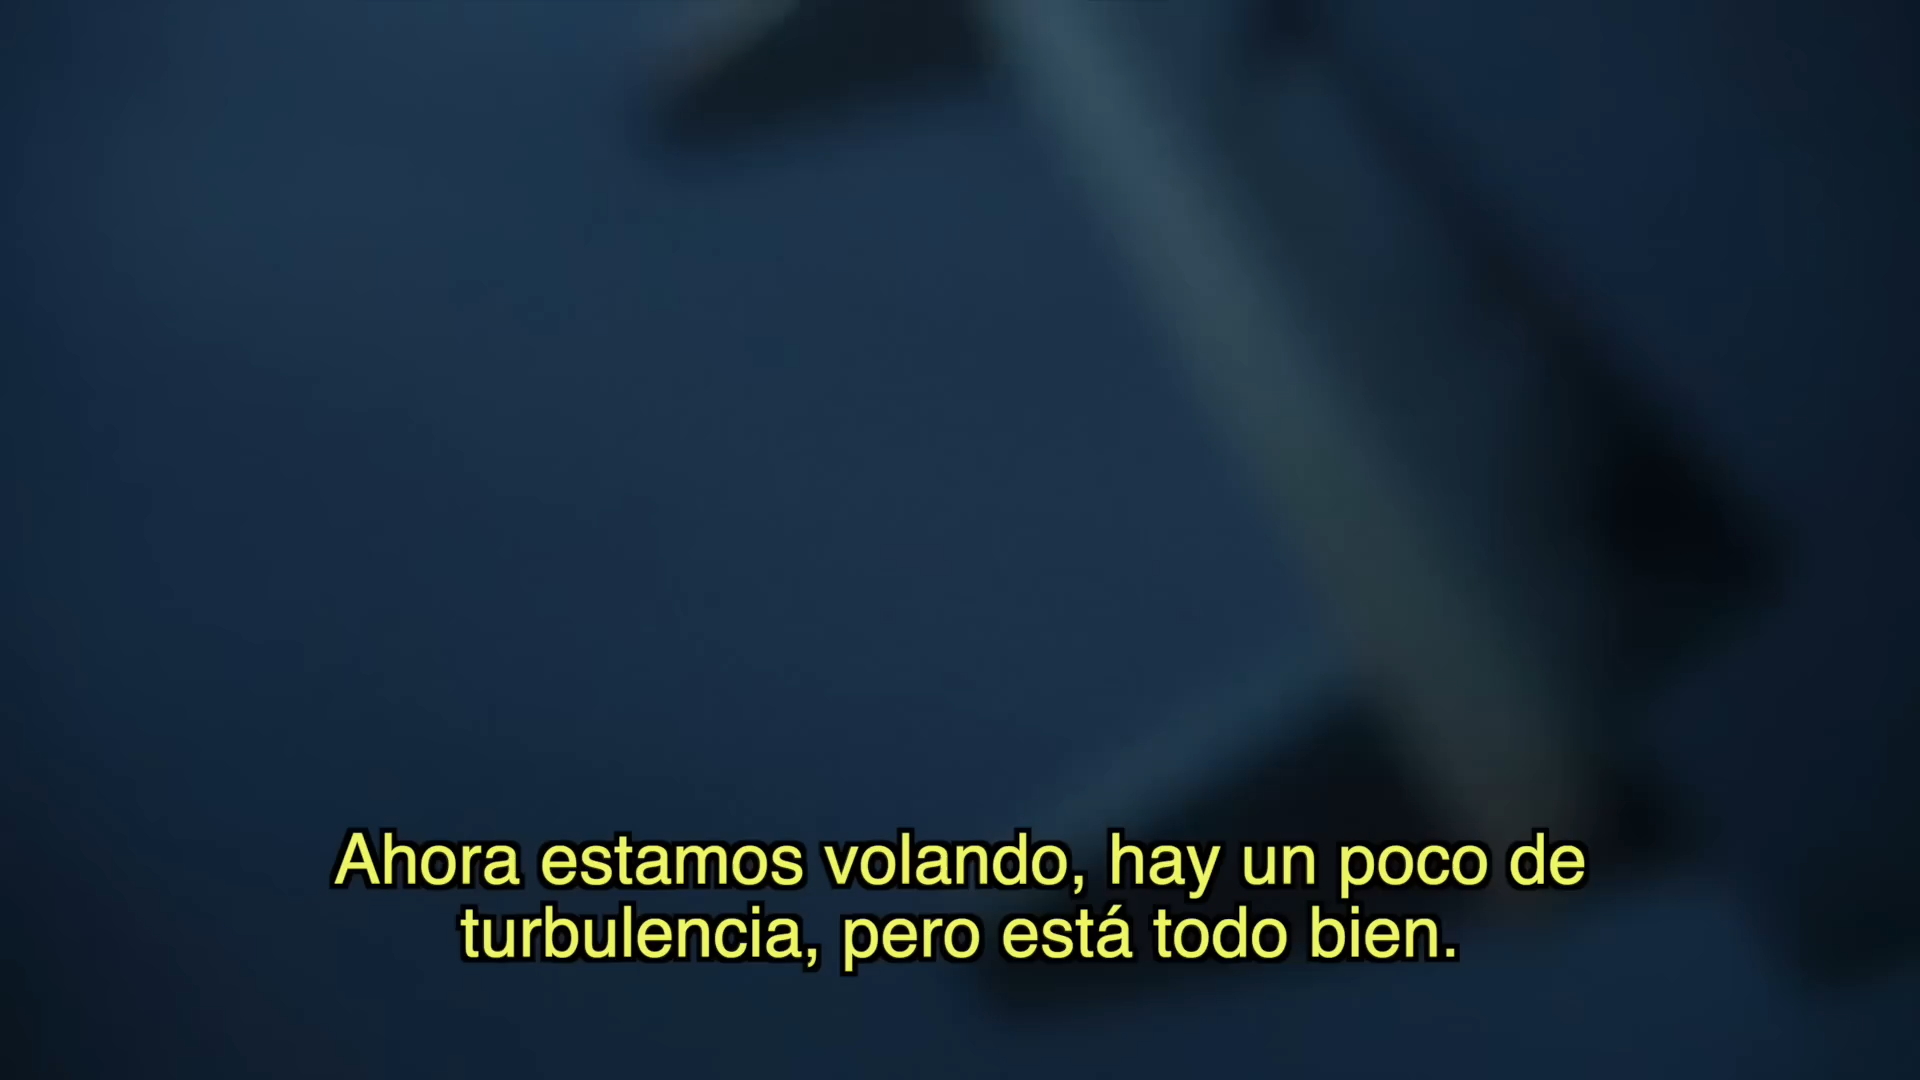 Ahora estamos volando, hay un poco de
turbulencia, pero está todo bien.